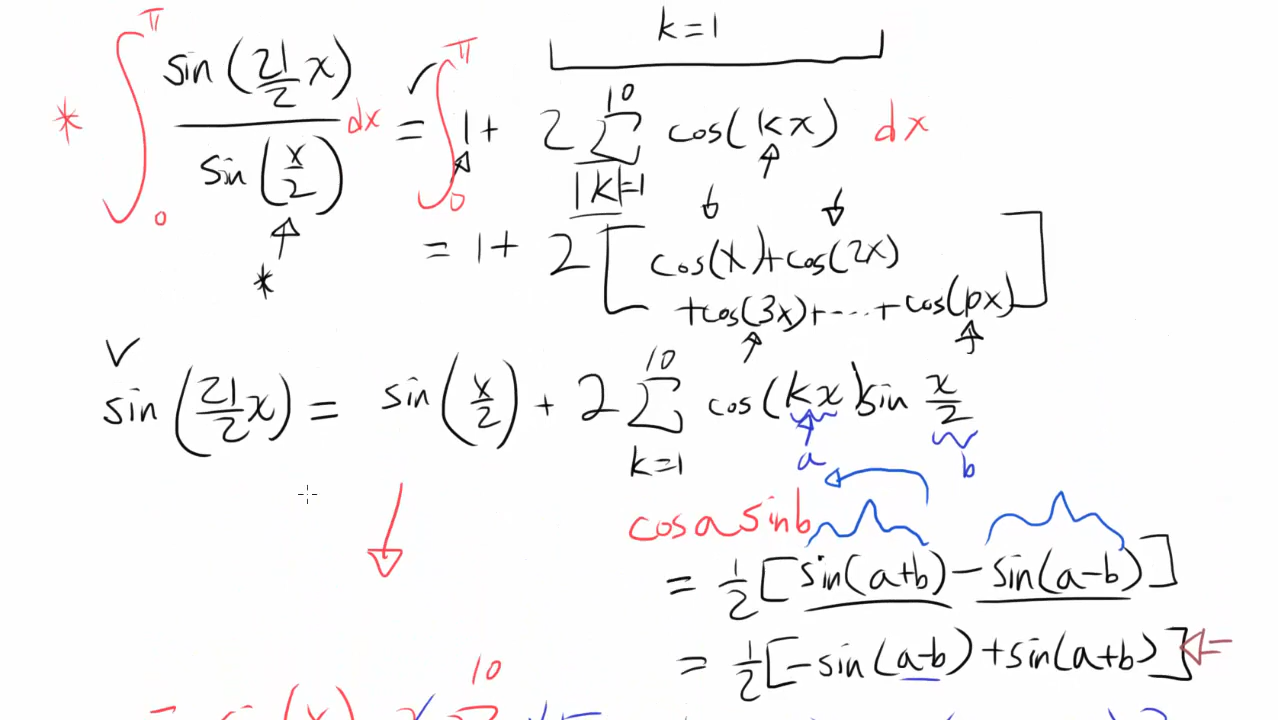 k=1
* ∫₀^π sin(21/2 x) / sin(x/2) dx = ∫₀^π 1 + 2 10∑k=1 cos(kx) dx
*
= 1 + 2 [cos(x)+cos(2x)
+cos(3x)+....+cos(px)]
sin(21/2 x) = sin(x/2) + 2 10∑k=1 cos(kx) sin x/2
a b
cos a sin b
= 1/2 [sin(a+b) – sin(a-b)]
= 1/2 [-sin(a-b) + sin(a+b)]
10